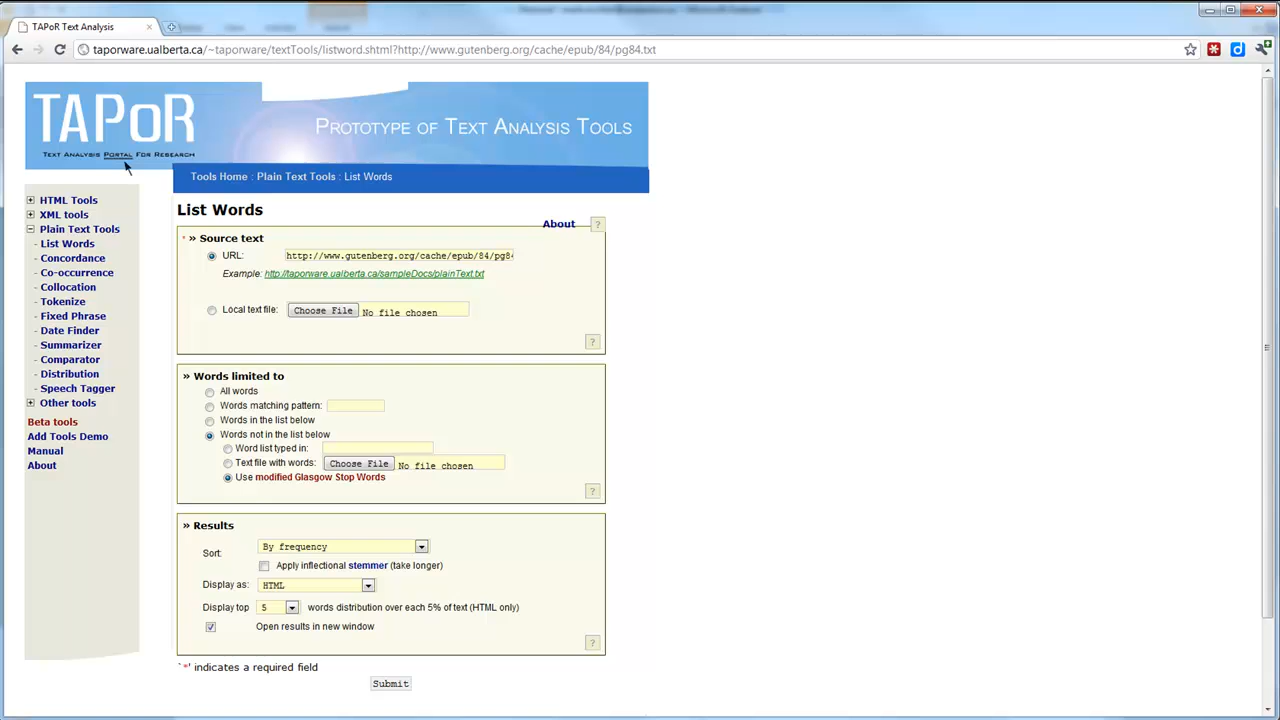 TAPoR Text Analysis
taporware.ualberta.ca/~taporware/textTools/listword.shtml?http://www.gutenberg.org/cache/epub/84/pg84.txt
TAPoR
TEXT ANALYSIS PORTAL FOR RESEARCH
PROTOTYPE OF TEXT ANALYSIS TOOLS
Tools Home : Plain Text Tools : List Words
HTML Tools
XML tools
Plain Text Tools
- List Words
- Concordance
- Co-occurrence
- Collocation
- Tokenize
- Fixed Phrase
- Date Finder
- Summarizer
- Comparator
- Distribution
- Speech Tagger
Other tools
Beta tools
Add Tools Demo
Manual
About
List Words
About ?
* » Source text
URL: http://www.gutenberg.org/cache/epub/84/pg84
Example: http://taporware.ualberta.ca/sampleDocs/plainText.txt
Local text file: Choose File No file chosen
?
» Words limited to
All words
Words matching pattern:
Words in the list below
Words not in the list below
Word list typed in:
Text file with words: Choose File No file chosen
Use modified Glasgow Stop Words
?
» Results
Sort: By frequency
Apply inflectional stemmer (take longer)
Display as: HTML
Display top 5 words distribution over each 5% of text (HTML only)
Open results in new window
?
`*' indicates a required field
Submit